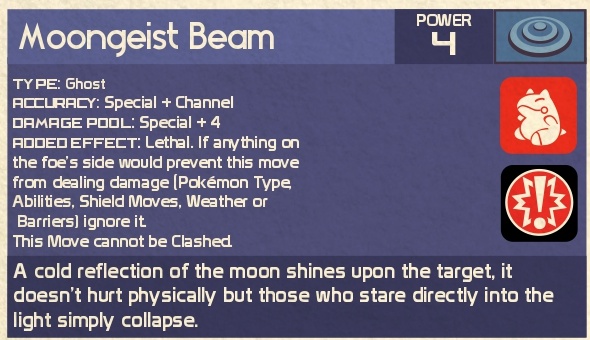 Moongeist Beam
POWER
4
TYPE: Ghost
ACCURACY: Special + Channel
DAMAGE POOL: Special + 4
ADDED EFFECT: Lethal. If anything on
the foe's side would prevent this move
from dealing damage (Pokémon Type,
Abilities, Shield Moves, Weather or
Barriers) ignore it.
This Move cannot be Clashed.
A cold reflection of the moon shines upon the target, it
doesn't hurt physically but those who stare directly into the
light simply collapse.